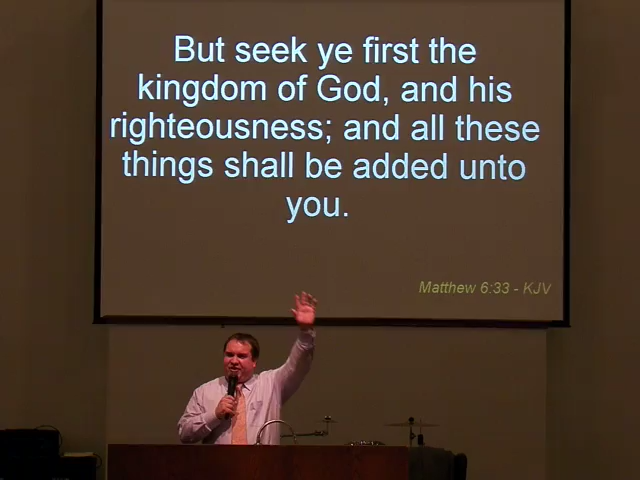 But seek ye first the
kingdom of God, and his
righteousness; and all these
things shall be added unto
you.
Matthew 6:33 - KJV